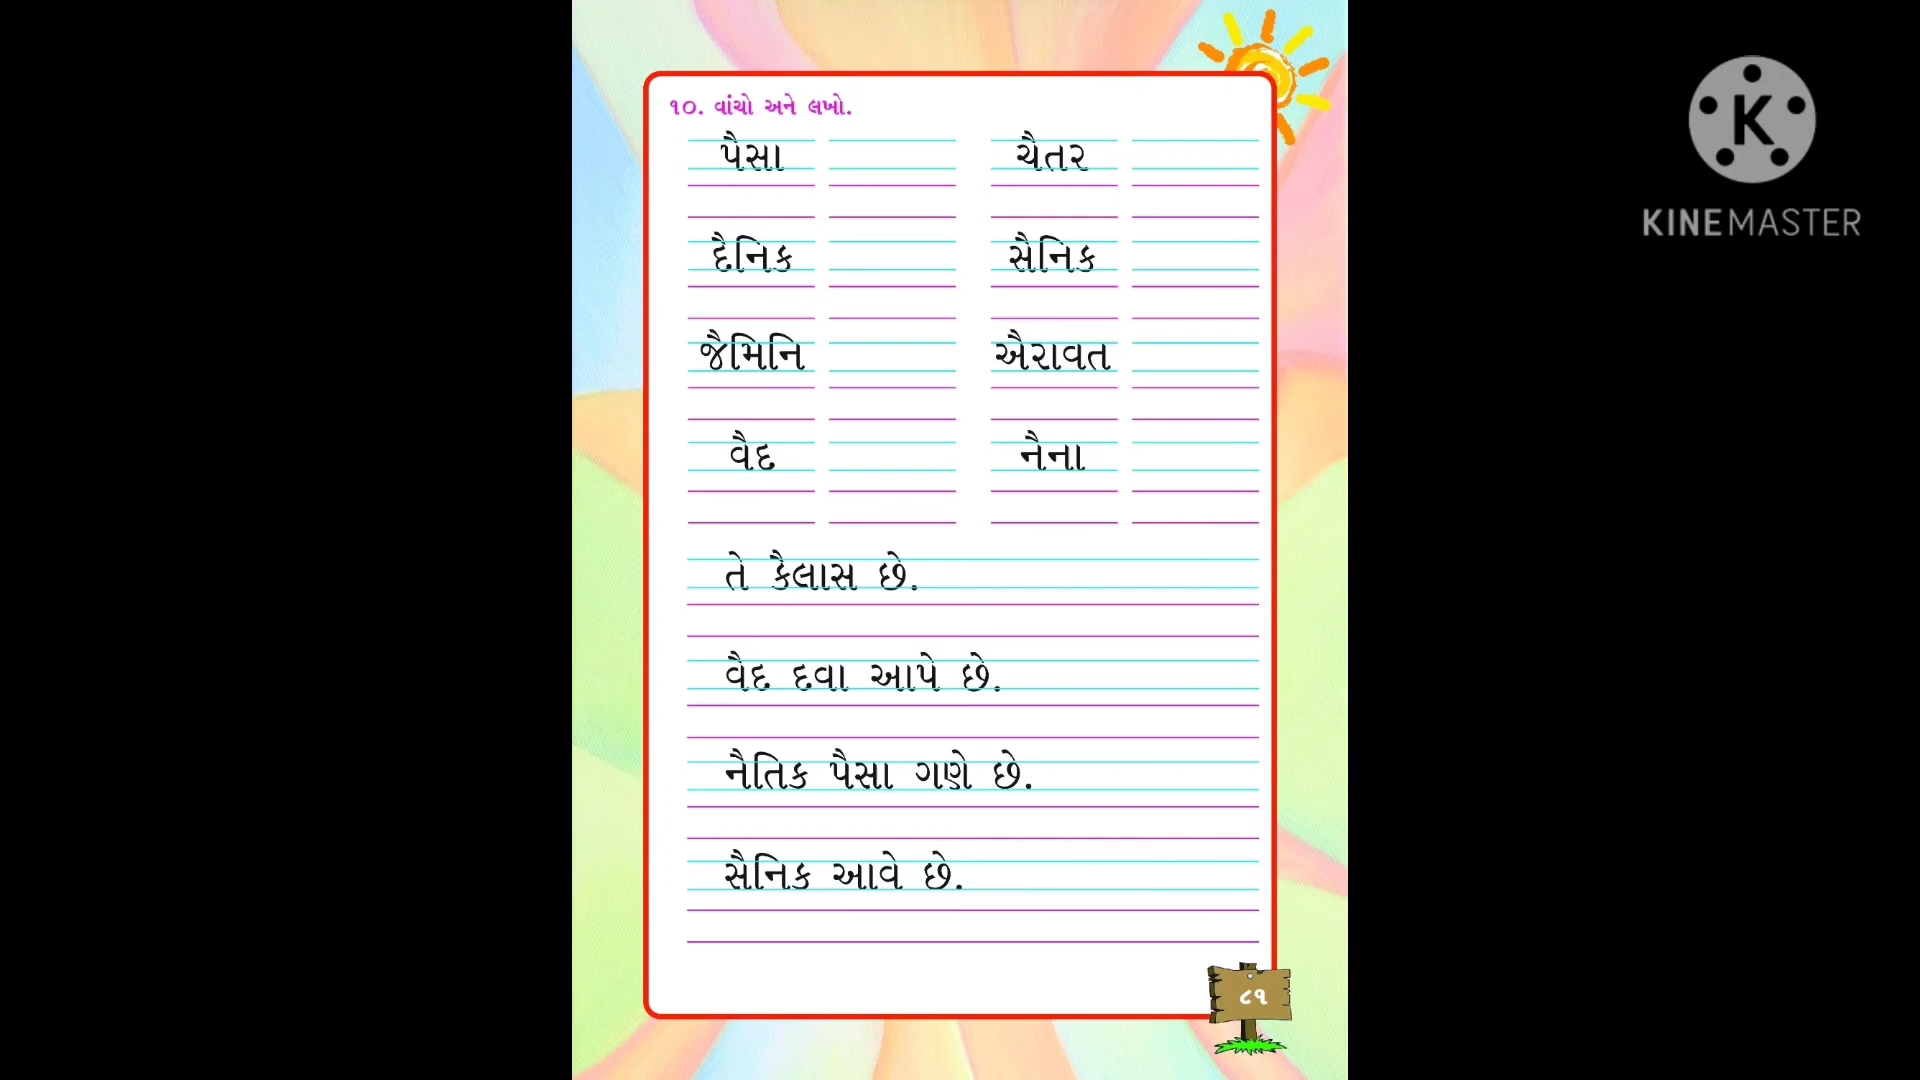 ૧૦. વાંચો અને લખો.
પૈસા ચૈતર
દૈનિક સૈનિક
જૈમિનિ ઐરાવત
વૈદ નૈના
તે કૈલાસ છે.
વૈદ દવા આપે છે.
નૈતિક પૈસા ગણે છે.
સૈનિક આવે છે.
૮૧
K
KINEMASTER